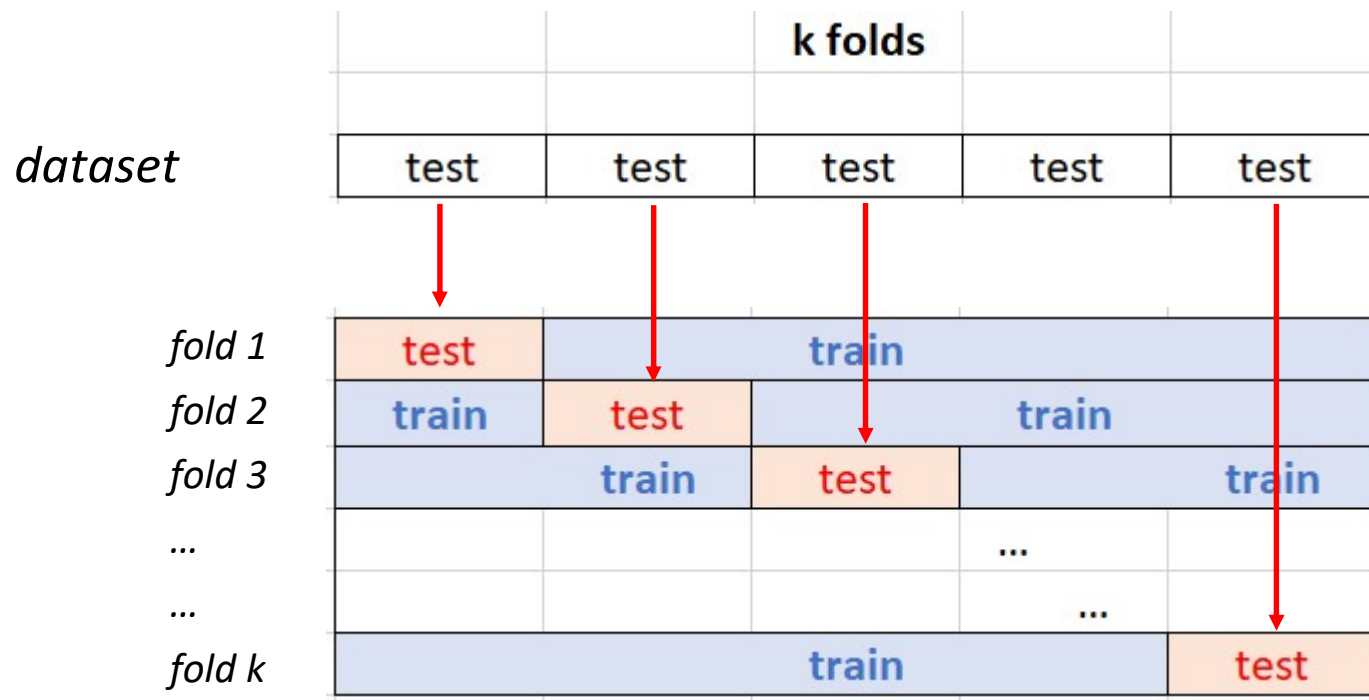 k folds
dataset test test test test test
fold 1 test train
fold 2 train test train
fold 3 train test train
... ...
... ...
fold k train test